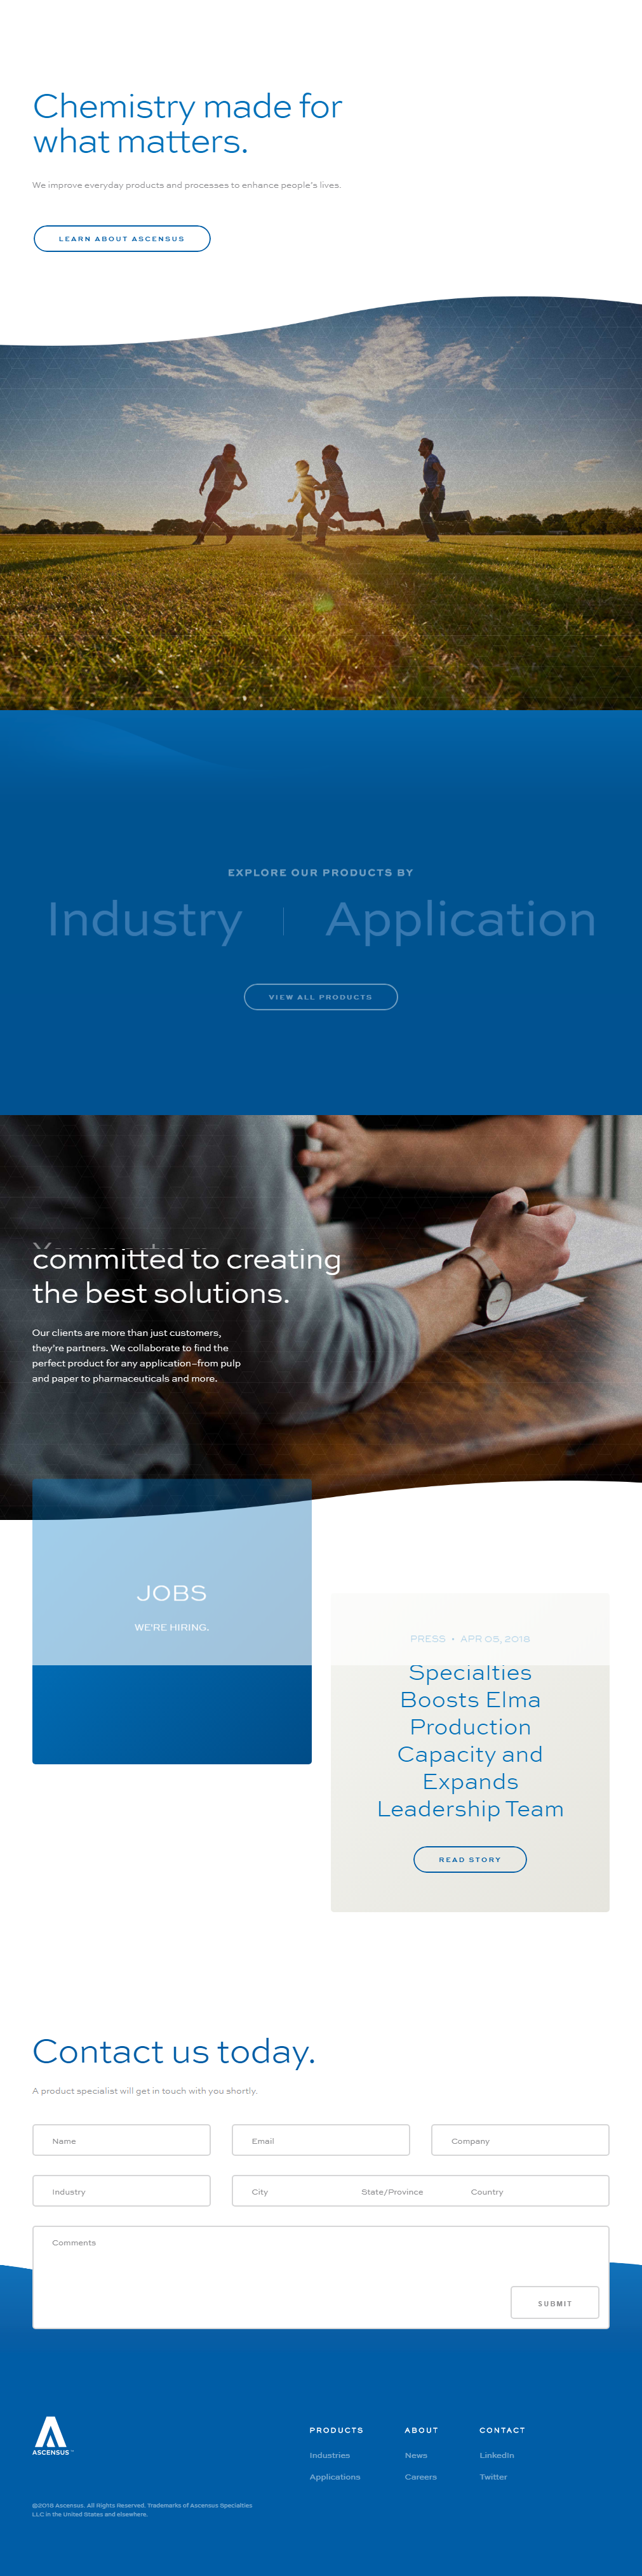 Chemistry made for
what matters.
We improve everyday products and processes to enhance people's lives.
LEARN ABOUT ASCENSUS
EXPLORE OUR PRODUCTS BY
Industry
Application
VIEW ALL PRODUCTS
committed to creating
the best solutions.
Our clients are more than just customers,
they're partners. We collaborate to find the
perfect product for any application–from pulp
and paper to pharmaceuticals and more.
JOBS
WE'RE HIRING.
PRESS • APR 05, 2018
Specialties
Boosts Elma
Production
Capacity and
Expands
Leadership Team
READ STORY
Contact us today.
A product specialist will get in touch with you shortly.
Name
Email
Company
Industry
City
State/Province
Country
Comments
SUBMIT
ASCENSUS™
PRODUCTS
Industries
Applications
ABOUT
News
Careers
CONTACT
LinkedIn
Twitter
©2018 Ascensus. All Rights Reserved. Trademarks of Ascensus Specialties
LLC in the United States and elsewhere.